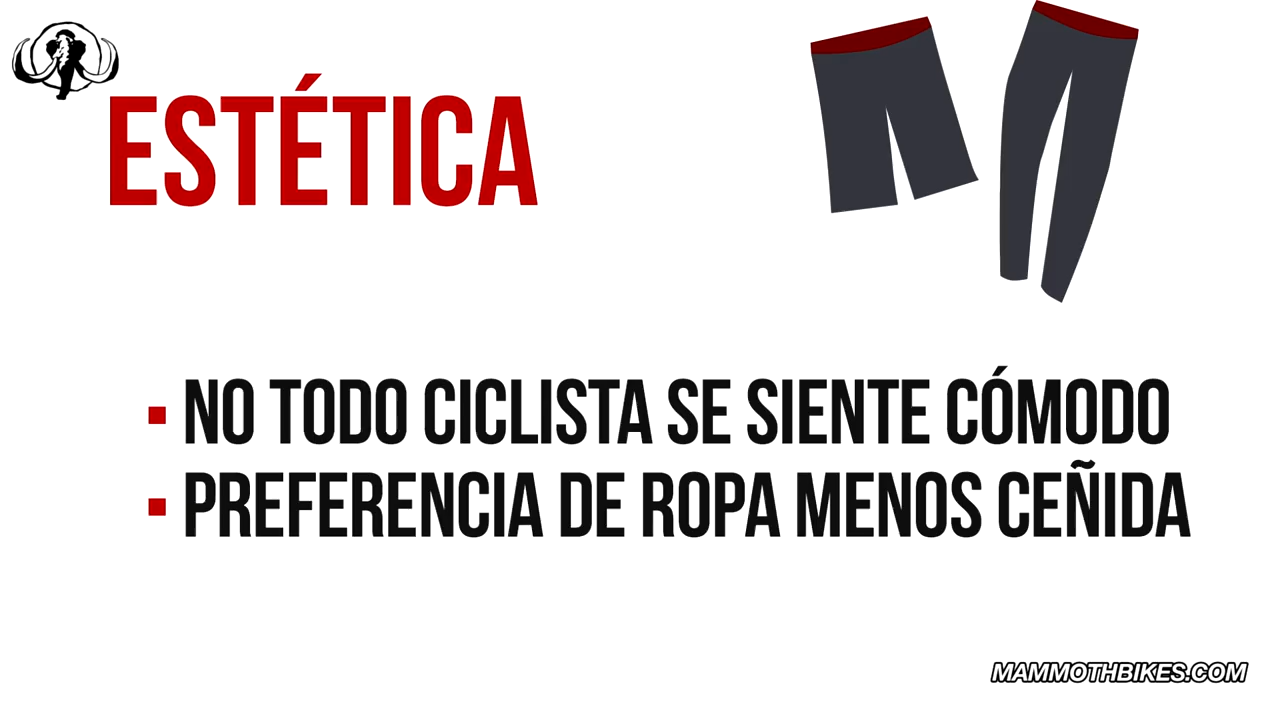 ESTÉTICA
▪ NO TODO CICLISTA SE SIENTE CÓMODO
▪ PREFERENCIA DE ROPA MENOS CEÑIDA
MAMMOTHBIKES.COM